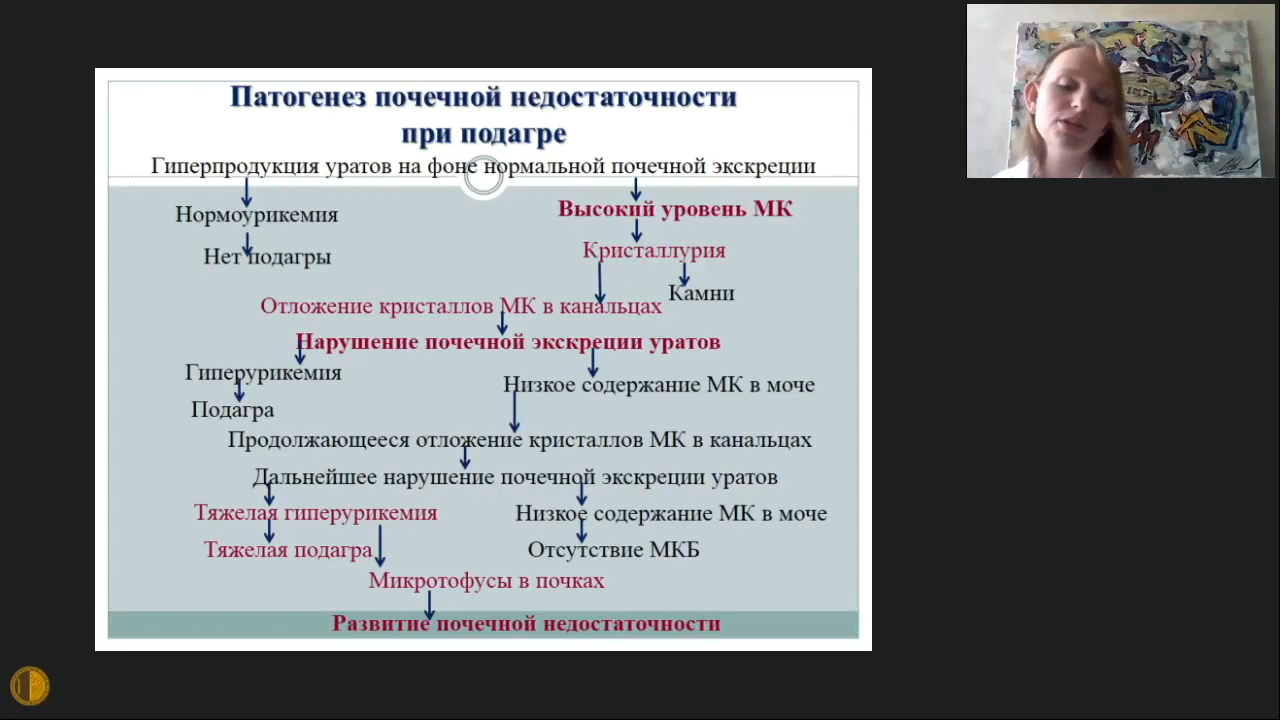 Патогенез почечной недостаточности
при подагре
Гиперпродукция уратов на фоне нормальной почечной экскреции
Нормоурикемия
Высокий уровень МК
Нет подагры
Кристаллурия
Камни
Отложение кристаллов МК в канальцах
Нарушение почечной экскреции уратов
Гиперурикемия
Низкое содержание МК в моче
Подагра
Продолжающееся отложение кристаллов МК в канальцах
Дальнейшее нарушение почечной экскреции уратов
Тяжелая гиперурикемия
Низкое содержание МК в моче
Тяжелая подагра
Отсутствие МКБ
Микротофусы в почках
Развитие почечной недостаточности